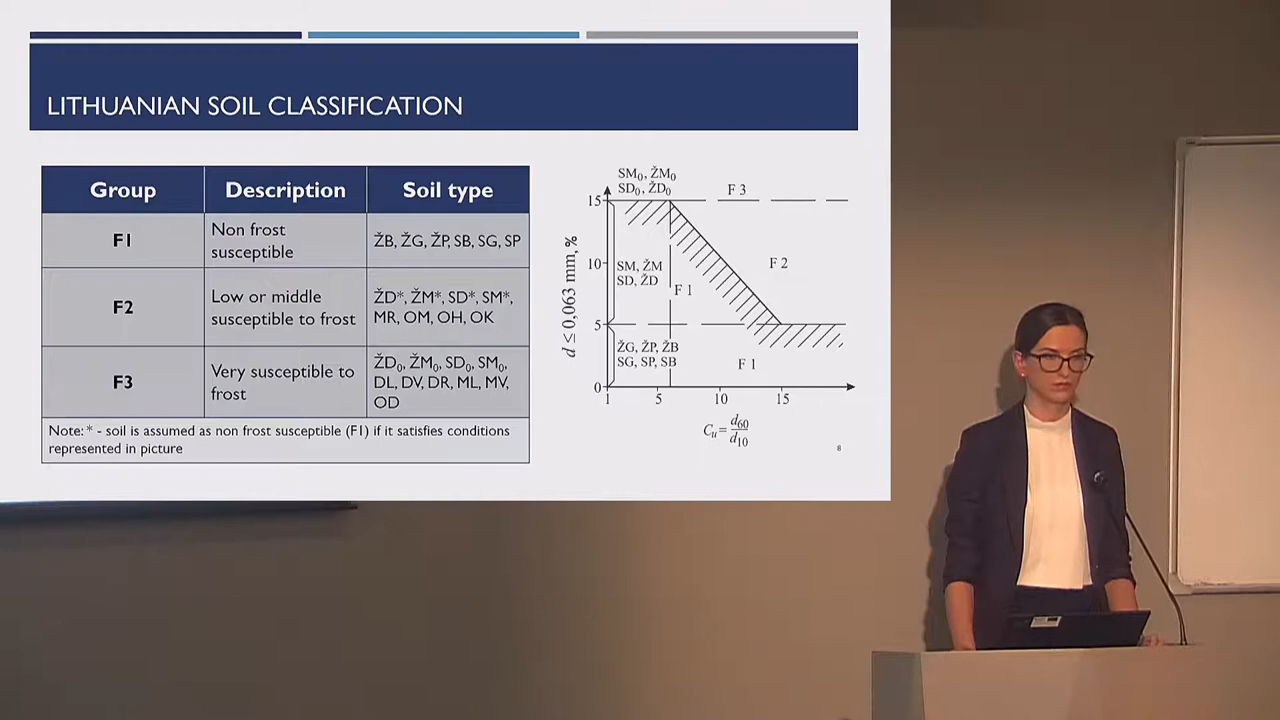 LITHUANIAN SOIL CLASSIFICATION
Group Description Soil type
F1 Non frost susceptible ŽB, ŽG, ŽP, SB, SG, SP
F2 Low or middle susceptible to frost ŽD*, ŽM*, SD*, SM*, MR, OM, OH, OK
F3 Very susceptible to frost ŽD₀, ŽM₀, SD₀, SM₀, DL, DV, DR, ML, MV, OD
Note: * - soil is assumed as non frost susceptible (F1) if it satisfies conditions
represented in picture
SM₀, ŽM₀
SD₀, ŽD₀
F 3
15
d ≤ 0,063 mm, %
10
SM, ŽM
SD, ŽD
F 2
F 1
5
ŽG, ŽP, ŽB
SG, SP, SB
F 1
0
1 5 10 15
Cᵤ = d₆₀/d₁₀
8